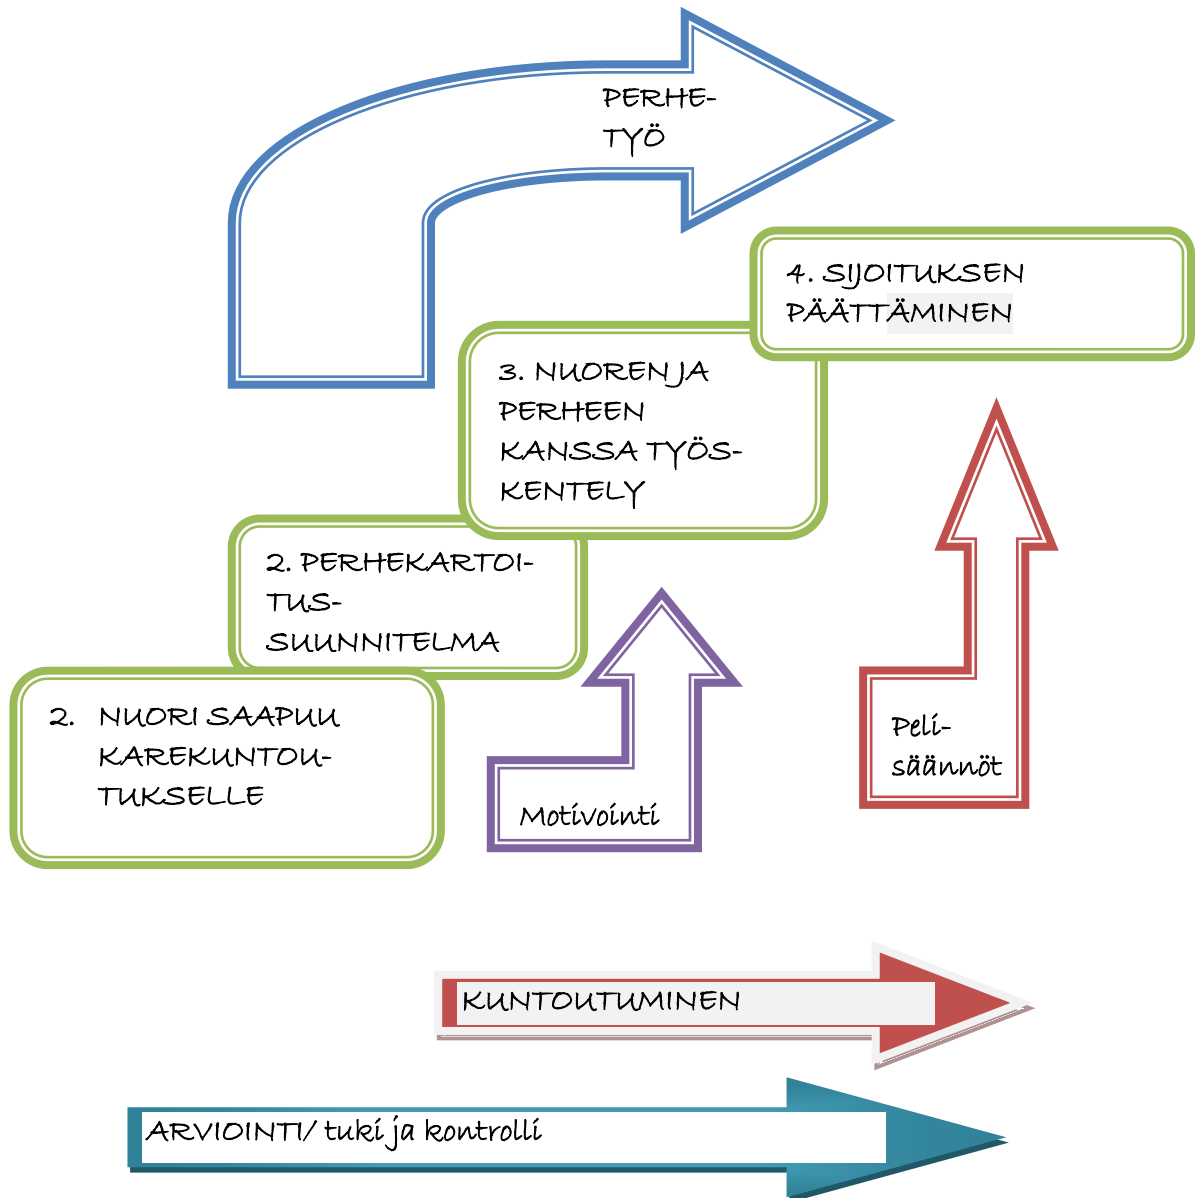 PERHE-
TYÖ
4. SIJOITUKSEN
PÄÄTTÄMINEN
3. NUOREN JA
PERHEEN
KANSSA TYÖS-
KENTELY
2. PERHEKARTOI-
TUS-
SUUNNITELMA
2. NUORI SAAPUU
KAREKUNTOU-
TUKSELLE
Motivointi
Peli-
säännöt
KUNTOUTUMINEN
ARVIOINTI/ tuki ja kontrolli